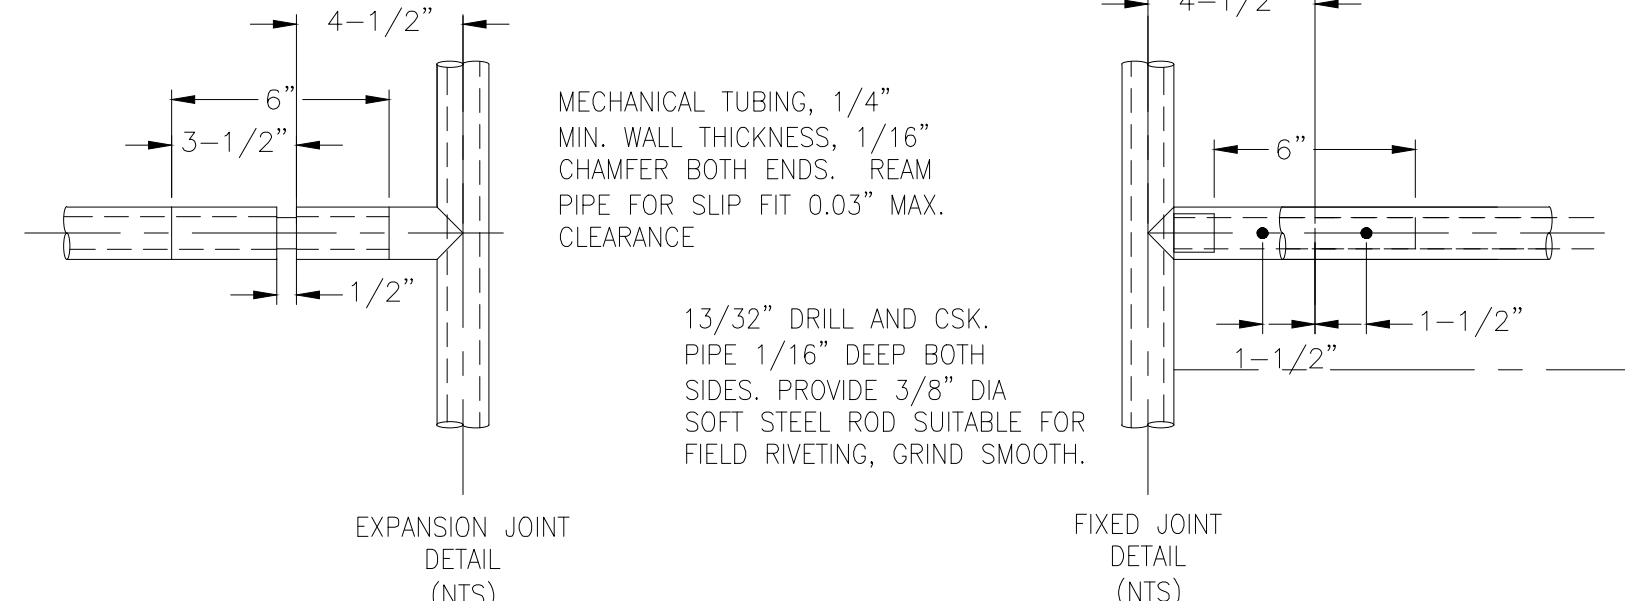 4-1/2"
6"
3-1/2"
1/2"
MECHANICAL TUBING, 1/4"
MIN. WALL THICKNESS, 1/16"
CHAMFER BOTH ENDS. REAM
PIPE FOR SLIP FIT 0.03" MAX.
CLEARANCE
13/32" DRILL AND CSK.
PIPE 1/16" DEEP BOTH
SIDES. PROVIDE 3/8" DIA
SOFT STEEL ROD SUITABLE FOR
FIELD RIVETING, GRIND SMOOTH.
EXPANSION JOINT
DETAIL
(NTS)
4-1/2"
6"
1-1/2"
1-1/2"
FIXED JOINT
DETAIL
(NTS)